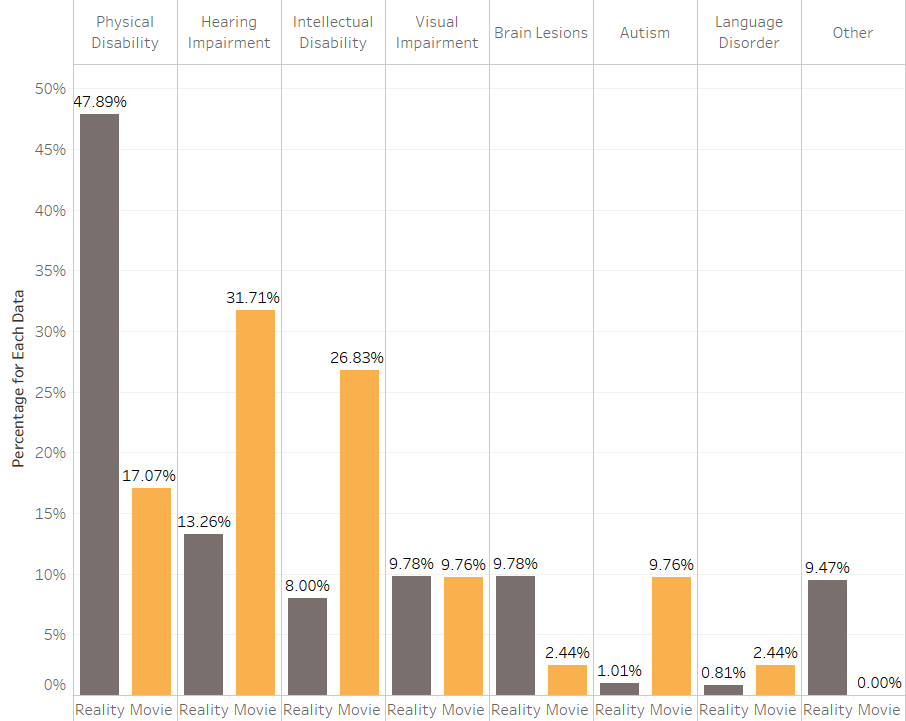 Physical
Disability
Hearing
Impairment
Intellectual
Disability
Visual
Impairment
Brain Lesions
Autism
Language
Disorder
Other
Percentage for Each Data
50%
45%
40%
35%
30%
25%
20%
15%
10%
5%
0%
47.89%
17.07%
13.26%
31.71%
8.00%
26.83%
9.78%
9.76%
9.78%
2.44%
1.01%
9.76%
0.81%
2.44%
9.47%
0.00%
Reality Movie Reality Movie Reality Movie Reality Movie Reality Movie Reality Movie Reality Movie Reality Movie